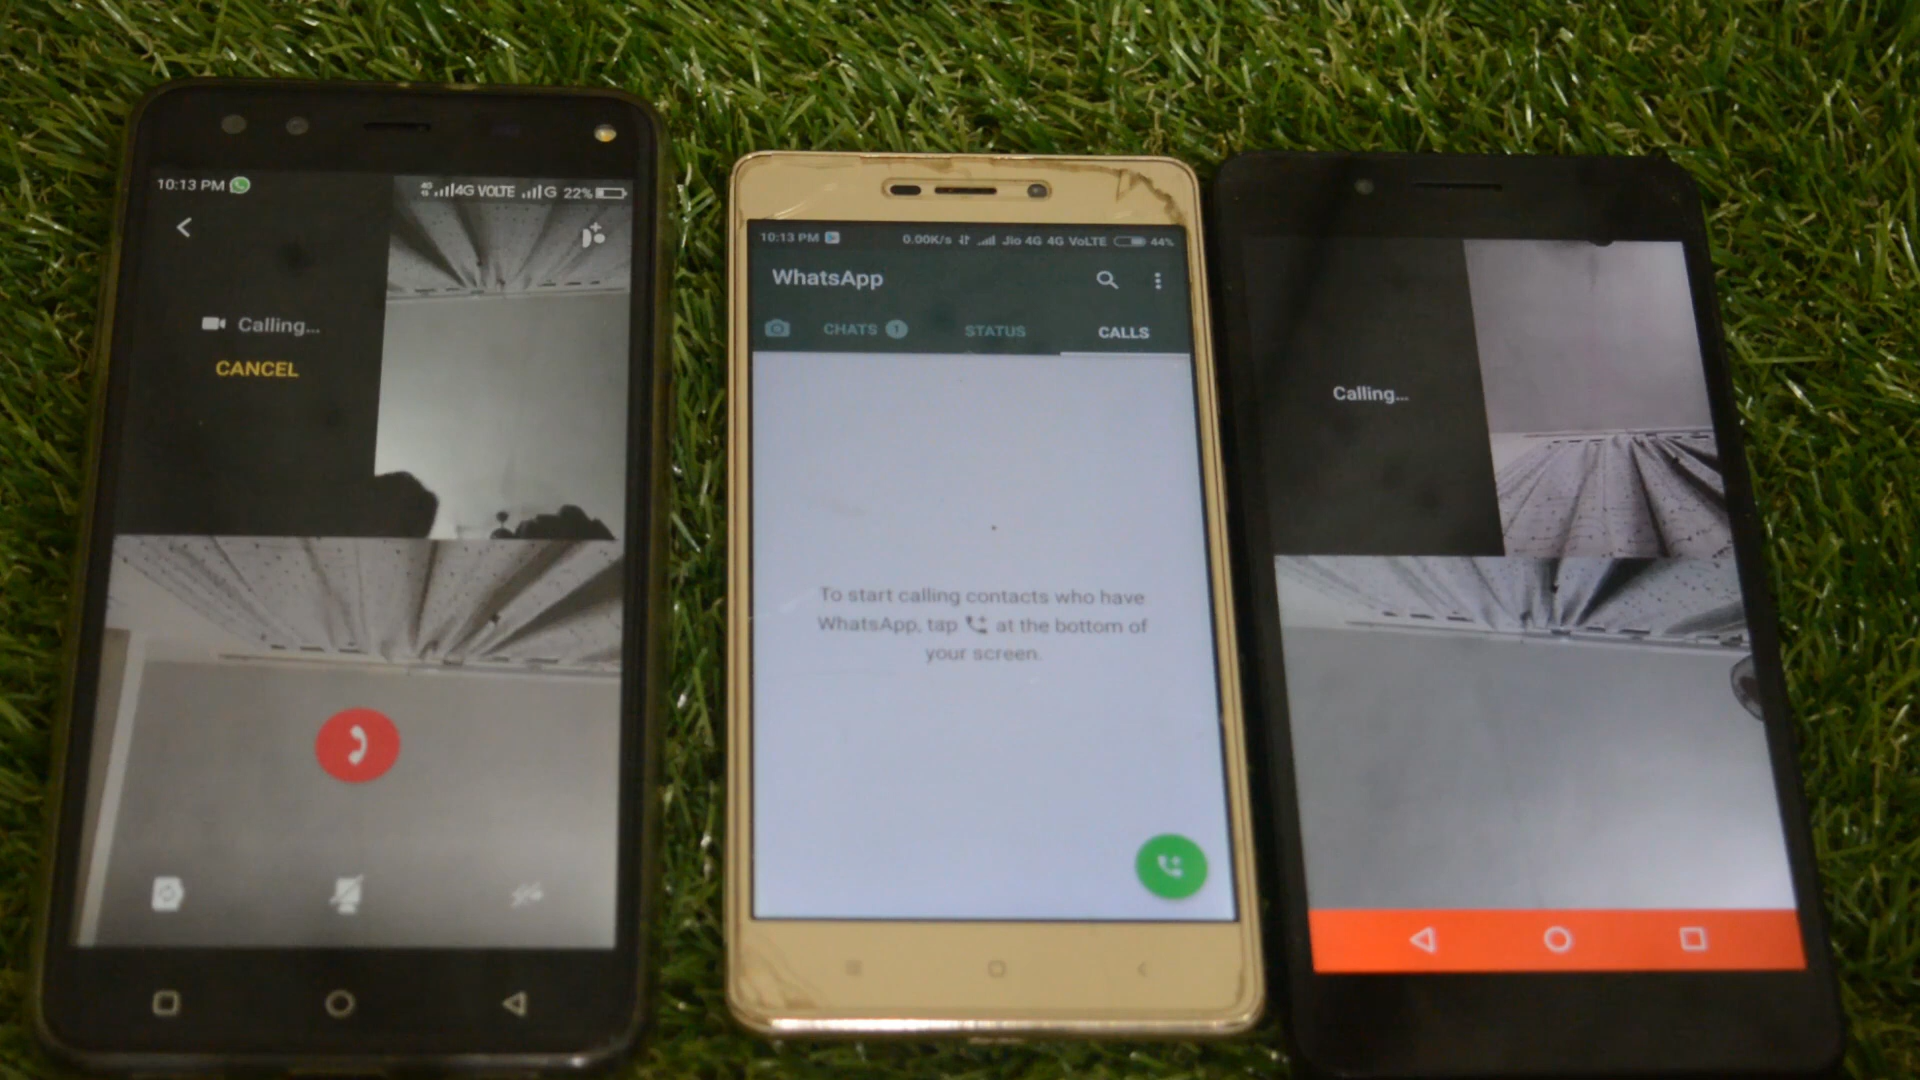 10:13 PM
4G 4G VOLTE G 22%
Calling...
CANCEL
10:13 PM
0.00K/s Jio 4G 4G VoLTE 44%
WhatsApp
CHATS 1 STATUS CALLS
To start calling contacts who have
WhatsApp, tap at the bottom of
your screen.
Calling...